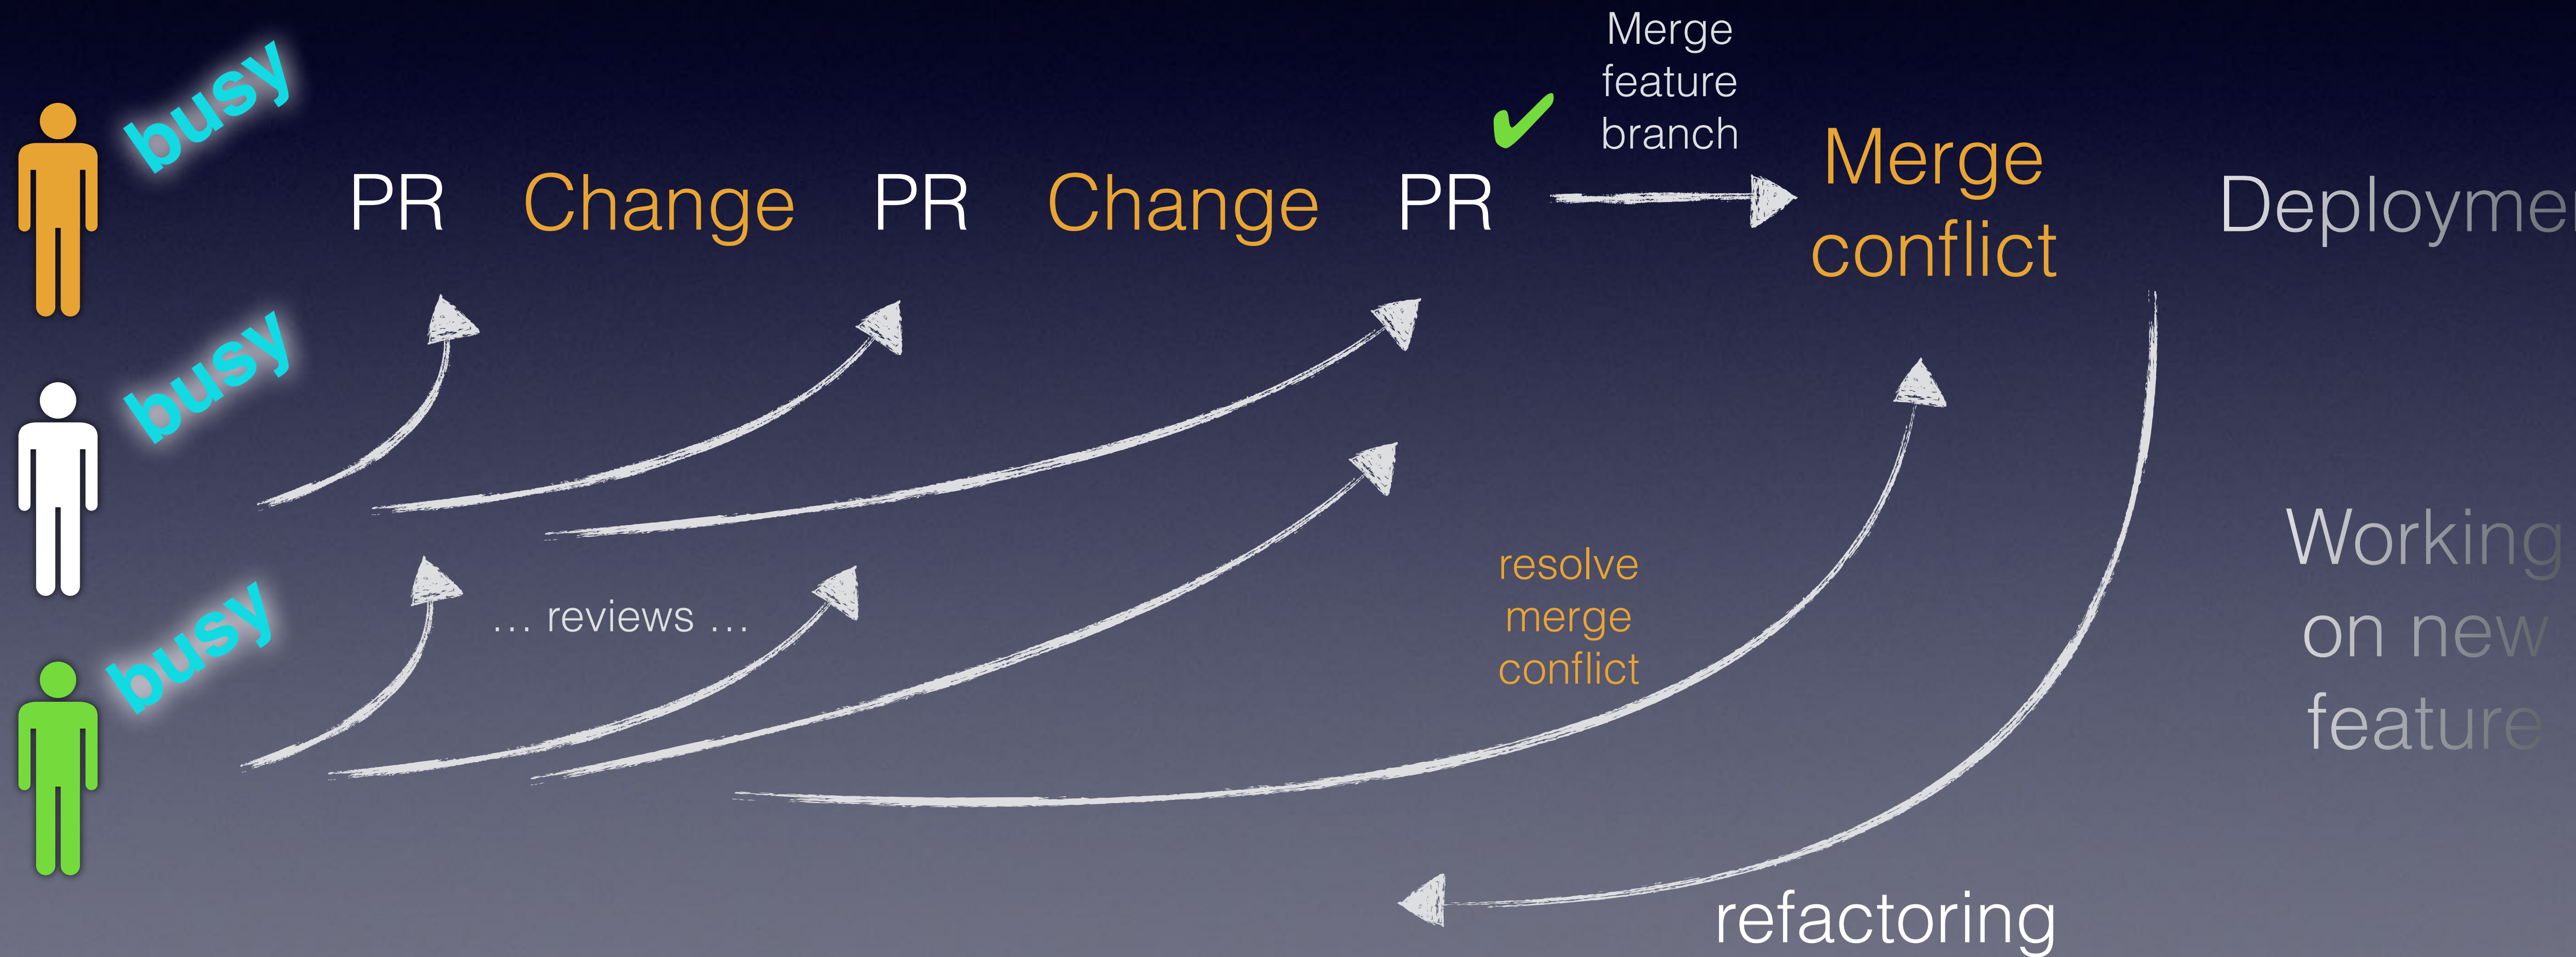 Merge
feature
branch
busy
PR Change PR Change PR ✔
Merge
conflict
Deployme
busy
busy
... reviews ...
resolve
merge
conflict
Working
on new
feature
refactoring